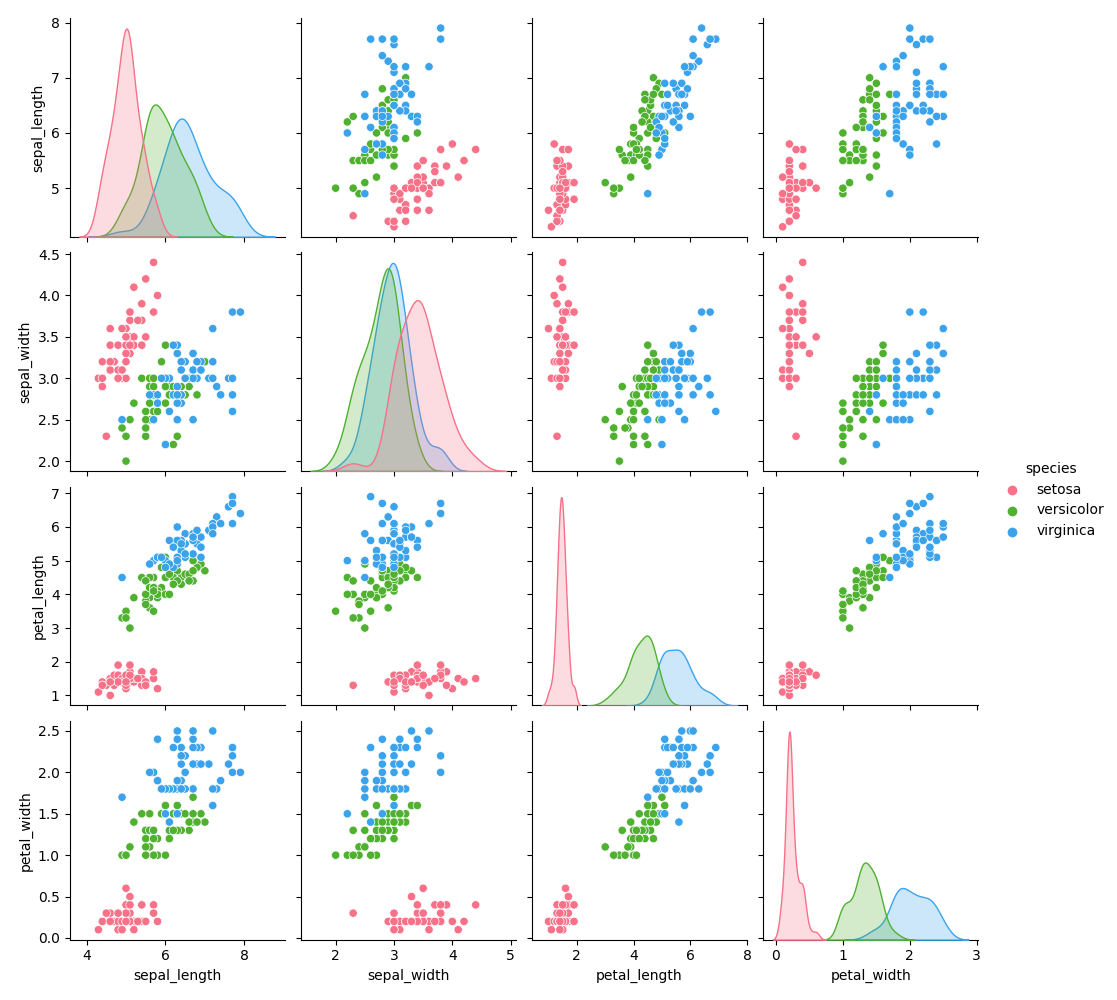 8
7
6
5
sepal_length
4.5
4.0
3.5
3.0
2.5
2.0
sepal_width
7
6
5
4
3
2
1
petal_length
2.5
2.0
1.5
1.0
0.5
0.0
petal_width
4 6 8
sepal_length
2 3 4 5
sepal_width
2 4 6 8
petal_length
0 1 2 3
petal_width
species
setosa
versicolor
virginica